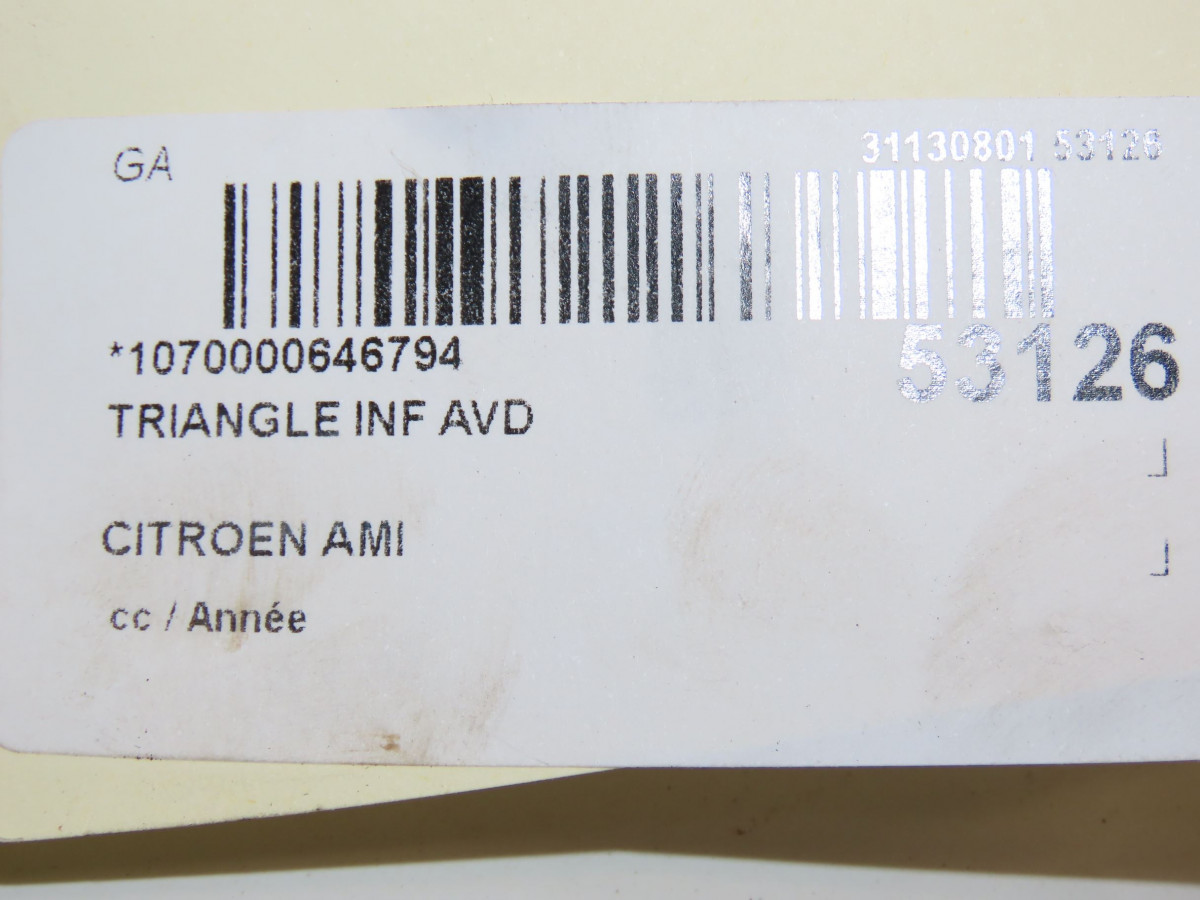 GA
31130801 53126
*1070000646794
53126
TRIANGLE INF AVD
CITROEN AMI
cc / Année